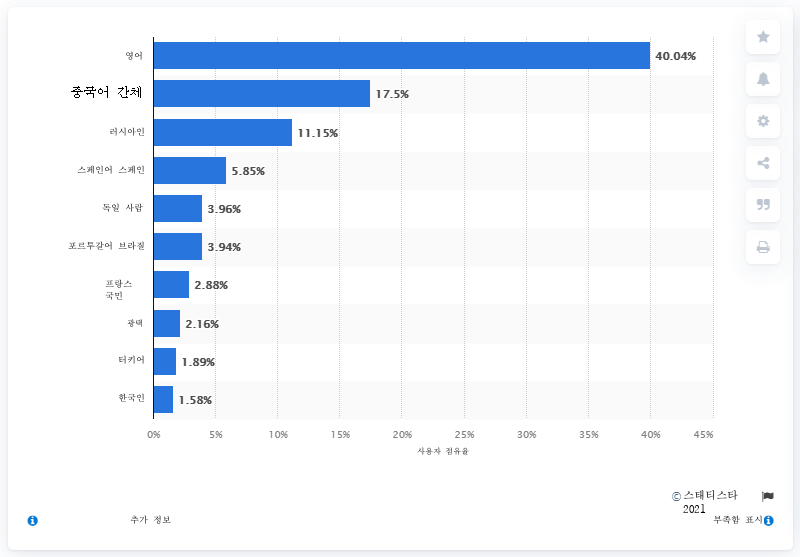 영어
40.04%
중국어 간체
17.5%
러시아인
11.15%
스페인어 스페인
5.85%
독일 사람
3.96%
포르투갈어 브라질
3.94%
프랑스
국민
2.88%
광택
2.16%
터키어
1.89%
한국인
1.58%
0% 5% 10% 15% 20% 25% 30% 35% 40% 45%
사용자 점유율
© 스태티스타
2021
추가 정보
부족함 표시